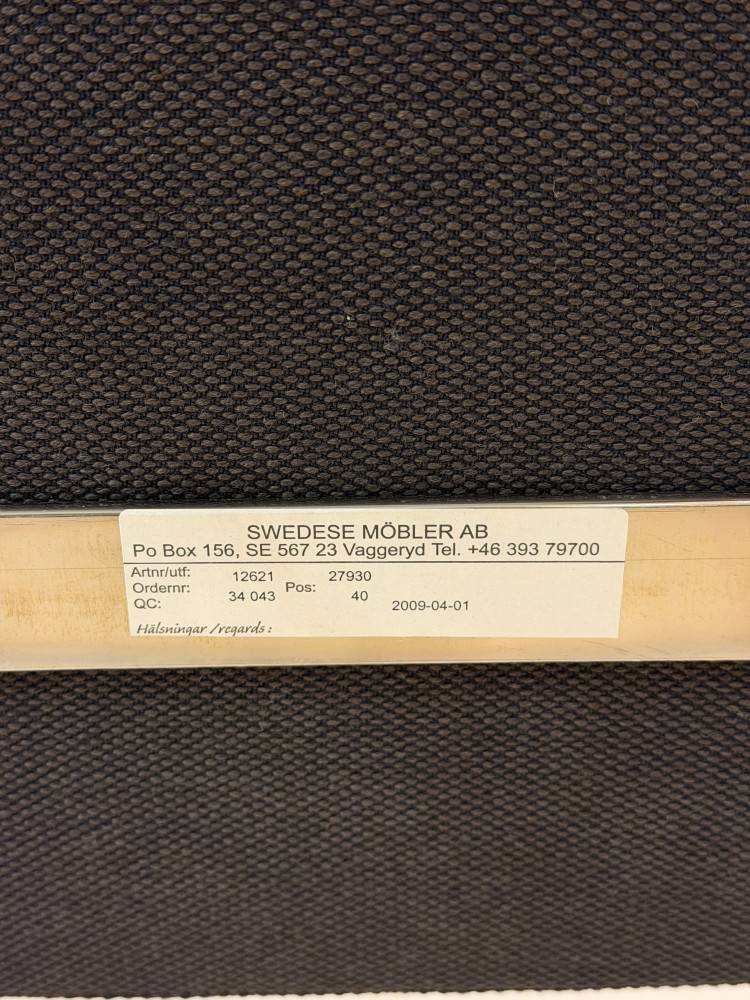 SWEDESE MÖBLER AB
Po Box 156, SE 567 23 Vaggeryd Tel. +46 393 79700
Artnr/utf: 12621 27930
Ordernr: 34 043 Pos: 40
QC: 2009-04-01
Hälsningar /regards :